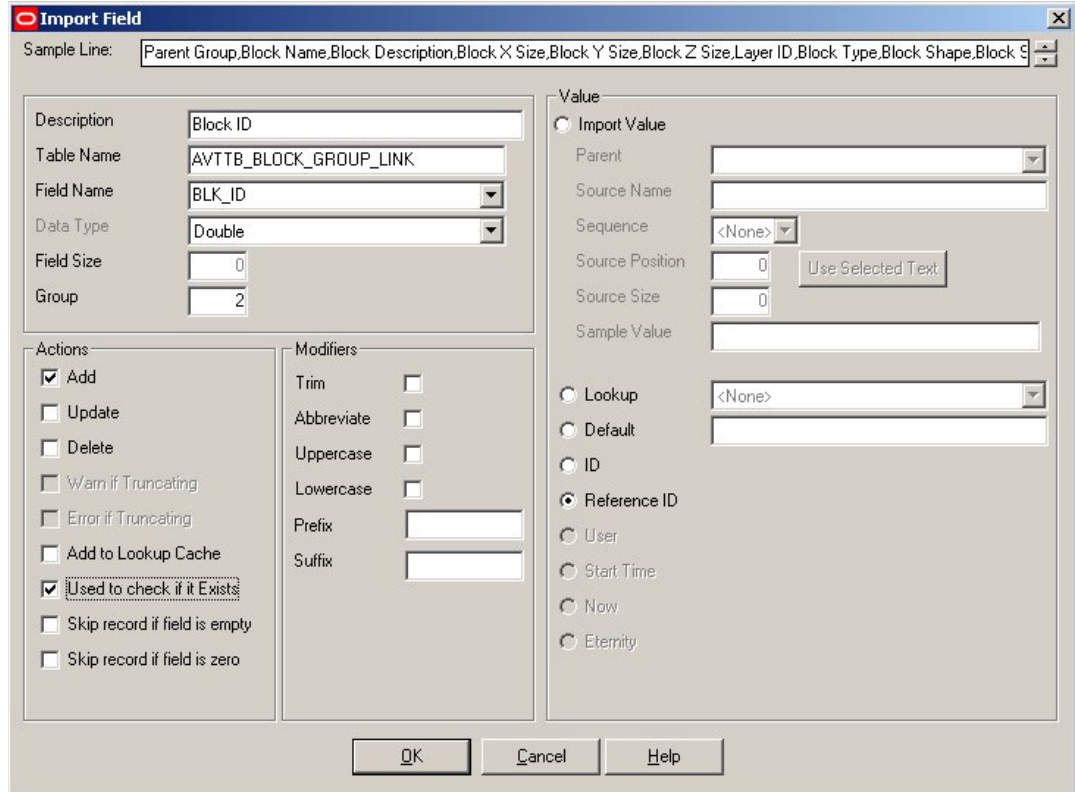 Import Field
Sample Line: Parent Group,Block Name,Block Description,Block X Size,Block Y Size,Block Z Size,Layer ID,Block Type,Block Shape,Block S
Description Block ID
Table Name AVTTB_BLOCK_GROUP_LINK
Field Name BLK_ID
Data Type Double
Field Size 0
Group 2
Actions
Add
Update
Delete
Warn if Truncating
Error if Truncating
Add to Lookup Cache
Used to check if it Exists
Skip record if field is empty
Skip record if field is zero
Modifiers
Trim
Abbreviate
Uppercase
Lowercase
Prefix
Suffix
Value
Import Value
Parent
Source Name
Sequence <None>
Source Position 0 Use Selected Text
Source Size 0
Sample Value
Lookup <None>
Default
ID
Reference ID
User
Start Time
Now
Eternity
OK Cancel Help